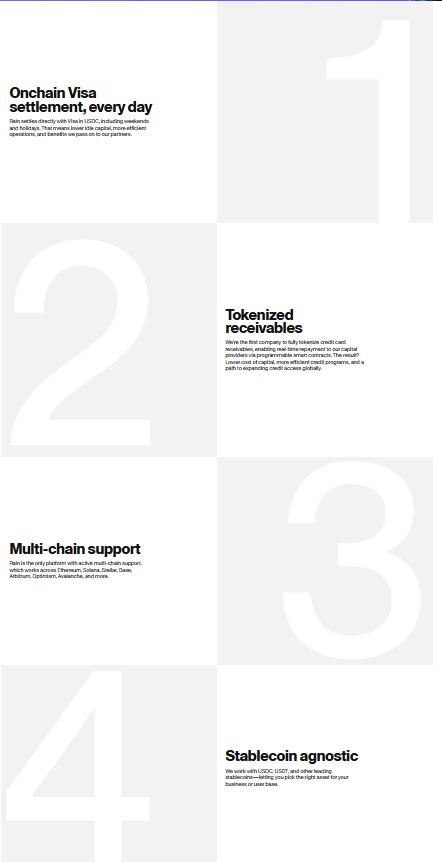 1
Onchain Visa
settlement, every day
Rain settles directly with Visa in USDC, including weekends
and holidays. That means lower idle capital, more efficient
operations, and benefits we pass on to our partners.
2
Tokenized
receivables
We're the first company to fully tokenize credit card
receivables, enabling real-time repayment to our capital
providers via programmable smart contracts. The result?
Lower cost of capital, more efficient credit programs, and a
path to expanding credit access globally.
3
Multi-chain support
Rain is the only platform with active multi-chain support,
which works across Ethereum, Solana, Stellar, Base,
Arbitrum, Optimism, Avalanche, and more.
4
Stablecoin agnostic
We work with USDC, USDT, and other leading
stablecoins—letting you pick the right asset for your
business or user base.